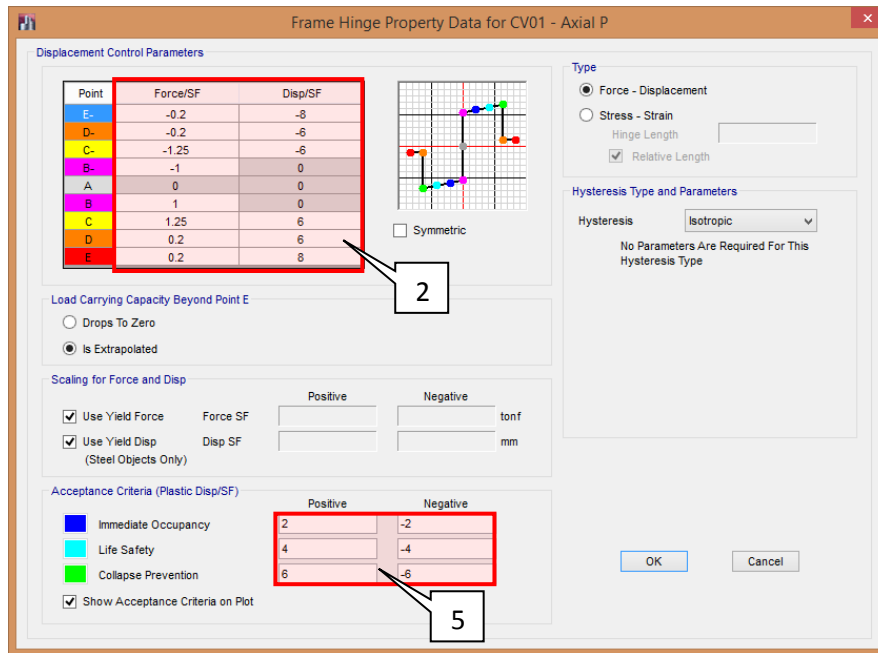 Frame Hinge Property Data for CV01 - Axial P
Displacement Control Parameters
Point Force/SF Disp/SF
E- -0.2 -8
D- -0.2 -6
C- -1.25 -6
B- -1 0
A 0 0
B 1 0
C 1.25 6
D 0.2 6
E 0.2 8
Symmetric
2
Load Carrying Capacity Beyond Point E
Drops To Zero
Is Extrapolated
Scaling for Force and Disp
Positive Negative
Use Yield Force Force SF tonf
Use Yield Disp Disp SF mm
(Steel Objects Only)
Acceptance Criteria (Plastic Disp/SF)
Positive Negative
Immediate Occupancy 2 -2
Life Safety 4 -4
Collapse Prevention 6 -6
Show Acceptance Criteria on Plot
5
Type
Force - Displacement
Stress - Strain
Hinge Length
Relative Length
Hysteresis Type and Parameters
Hysteresis Isotropic
No Parameters Are Required For This
Hysteresis Type
OK Cancel